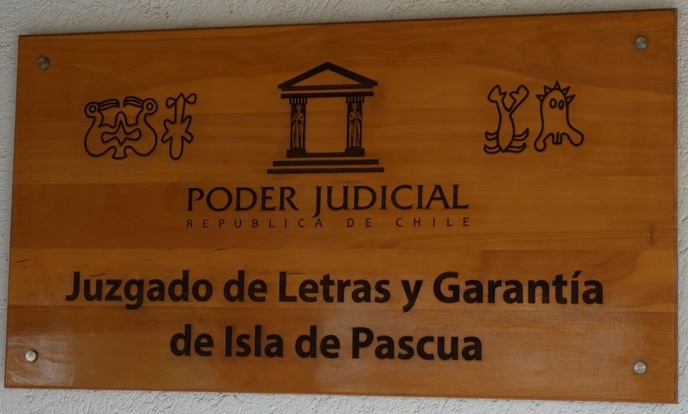 PODER JUDICIAL
REPUBLICA DE CHILE
Juzgado de Letras y Garantía
de Isla de Pascua